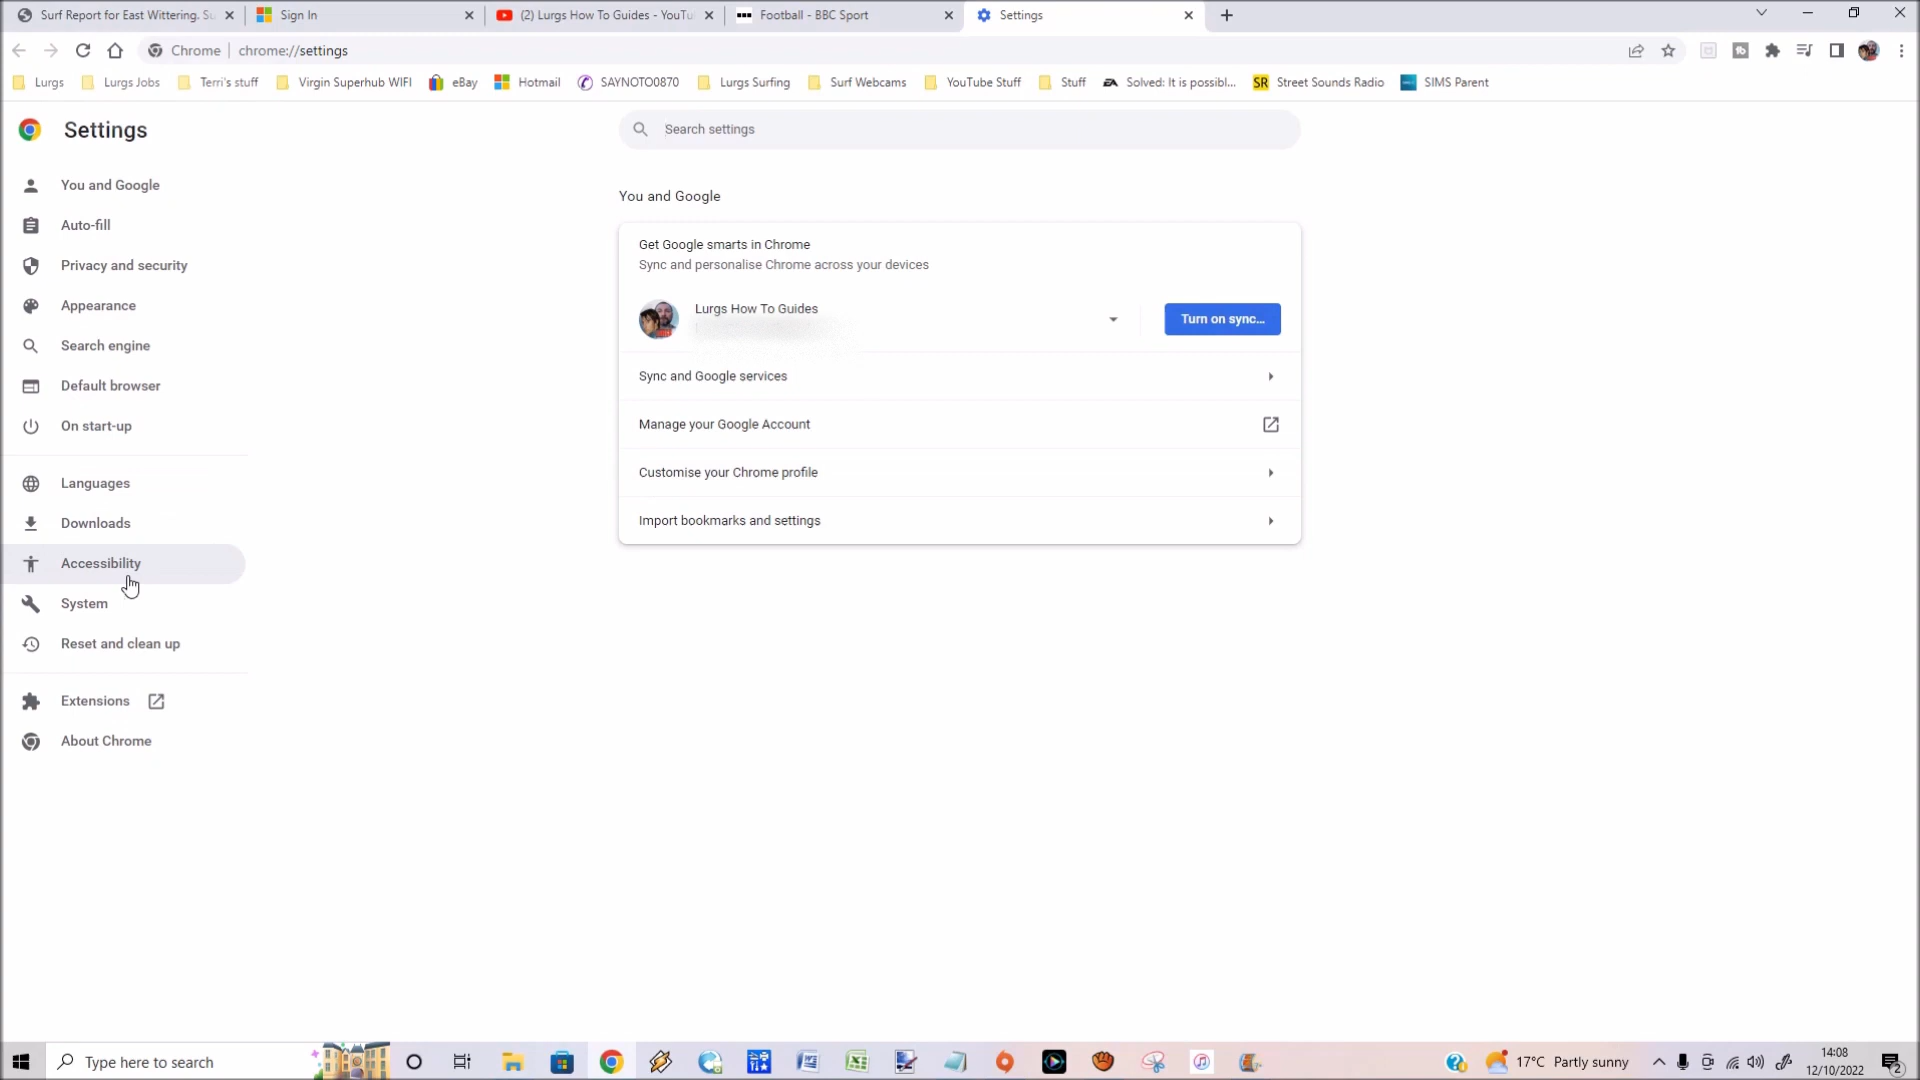 Surf Report for East Wittering. Su
Sign In
(2) Lurgs How To Guides - YouTu
Football - BBC Sport
Settings
Chrome | chrome://settings
Lurgs
Lurgs Jobs
Terri's stuff
Virgin Superhub WIFI
eBay
Hotmail
SAYNOTO0870
Lurgs Surfing
Surf Webcams
YouTube Stuff
Stuff
Solved: It is possibl...
SR Street Sounds Radio
SIMS Parent
Settings
Search settings
You and Google
Auto-fill
Privacy and security
Appearance
Search engine
Default browser
On start-up
Languages
Downloads
Accessibility
System
Reset and clean up
Extensions
About Chrome
You and Google
Get Google smarts in Chrome
Sync and personalise Chrome across your devices
Lurgs How To Guides
Turn on sync...
Sync and Google services
Manage your Google Account
Customise your Chrome profile
Import bookmarks and settings
Type here to search
17°C Partly sunny
14:08
12/10/2022
2